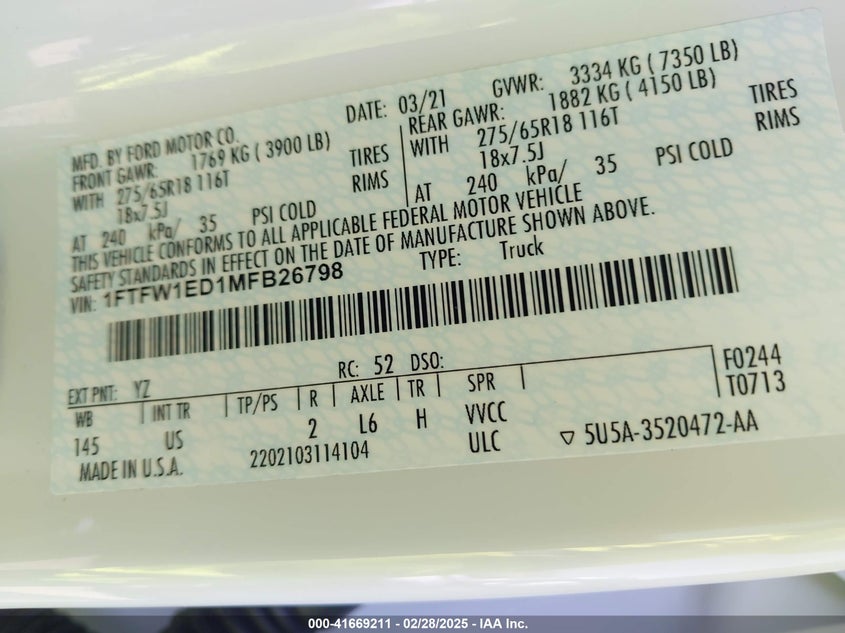 MFD. BY FORD MOTOR CO.
DATE: 03/21
GVWR: 3334 KG ( 7350 LB)
FRONT GAWR: 1769 KG ( 3900 LB)
REAR GAWR: 1882 KG ( 4150 LB)
WITH 275/65R18 116T TIRES
WITH 275/65R18 116T TIRES
18x7.5J RIMS
18x7.5J RIMS
AT 240 kPa/ 35 PSI COLD
AT 240 kPa/ 35 PSI COLD
THIS VEHICLE CONFORMS TO ALL APPLICABLE FEDERAL MOTOR VEHICLE
SAFETY STANDARDS IN EFFECT ON THE DATE OF MANUFACTURE SHOWN ABOVE.
VIN: 1FTFW1ED1MFB26798
TYPE: Truck
EXT PNT: YZ RC: 52 DSO:
WB INT TR TP/PS R AXLE TR SPR
F0244
T0713
145 US 2 L6 H VVCC
MADE IN U.S.A. 2202103114104 ULC ▽ 5U5A-3520472-AA
000-41669211 - 02/28/2025 - IAA Inc.